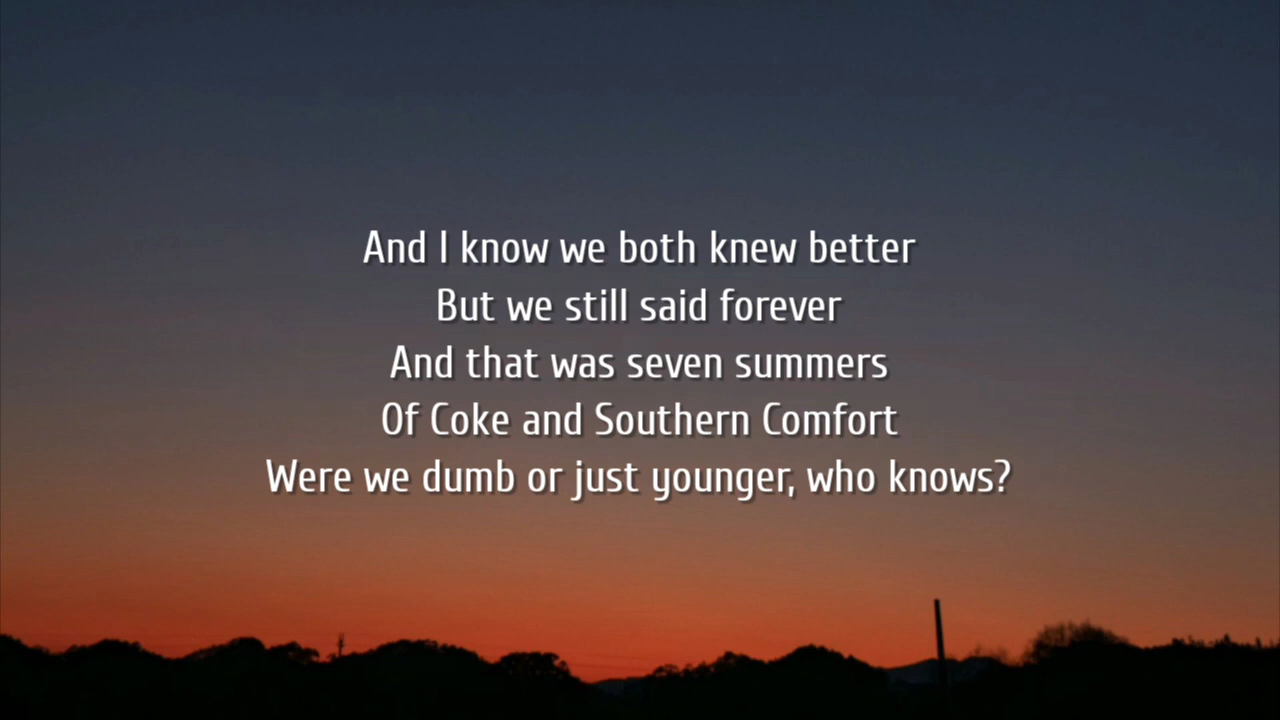 And I know we both knew better
But we still said forever
And that was seven summers
Of Coke and Southern Comfort
Were we dumb or just younger, who knows?